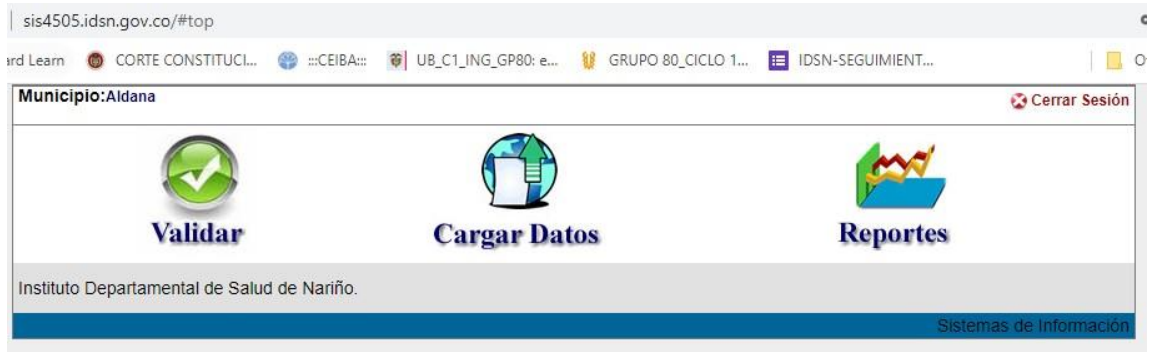 sis4505.idsn.gov.co/#top
ard Learn CORTE CONSTITUCI... :::CEIBA::: UB_C1_ING_GP80: e... GRUPO 80_CICLO 1... IDSN-SEGUIMIENT... O
Municipio:Aldana Cerrar Sesión
Validar Cargar Datos Reportes
Instituto Departamental de Salud de Nariño.
Sistemas de Información